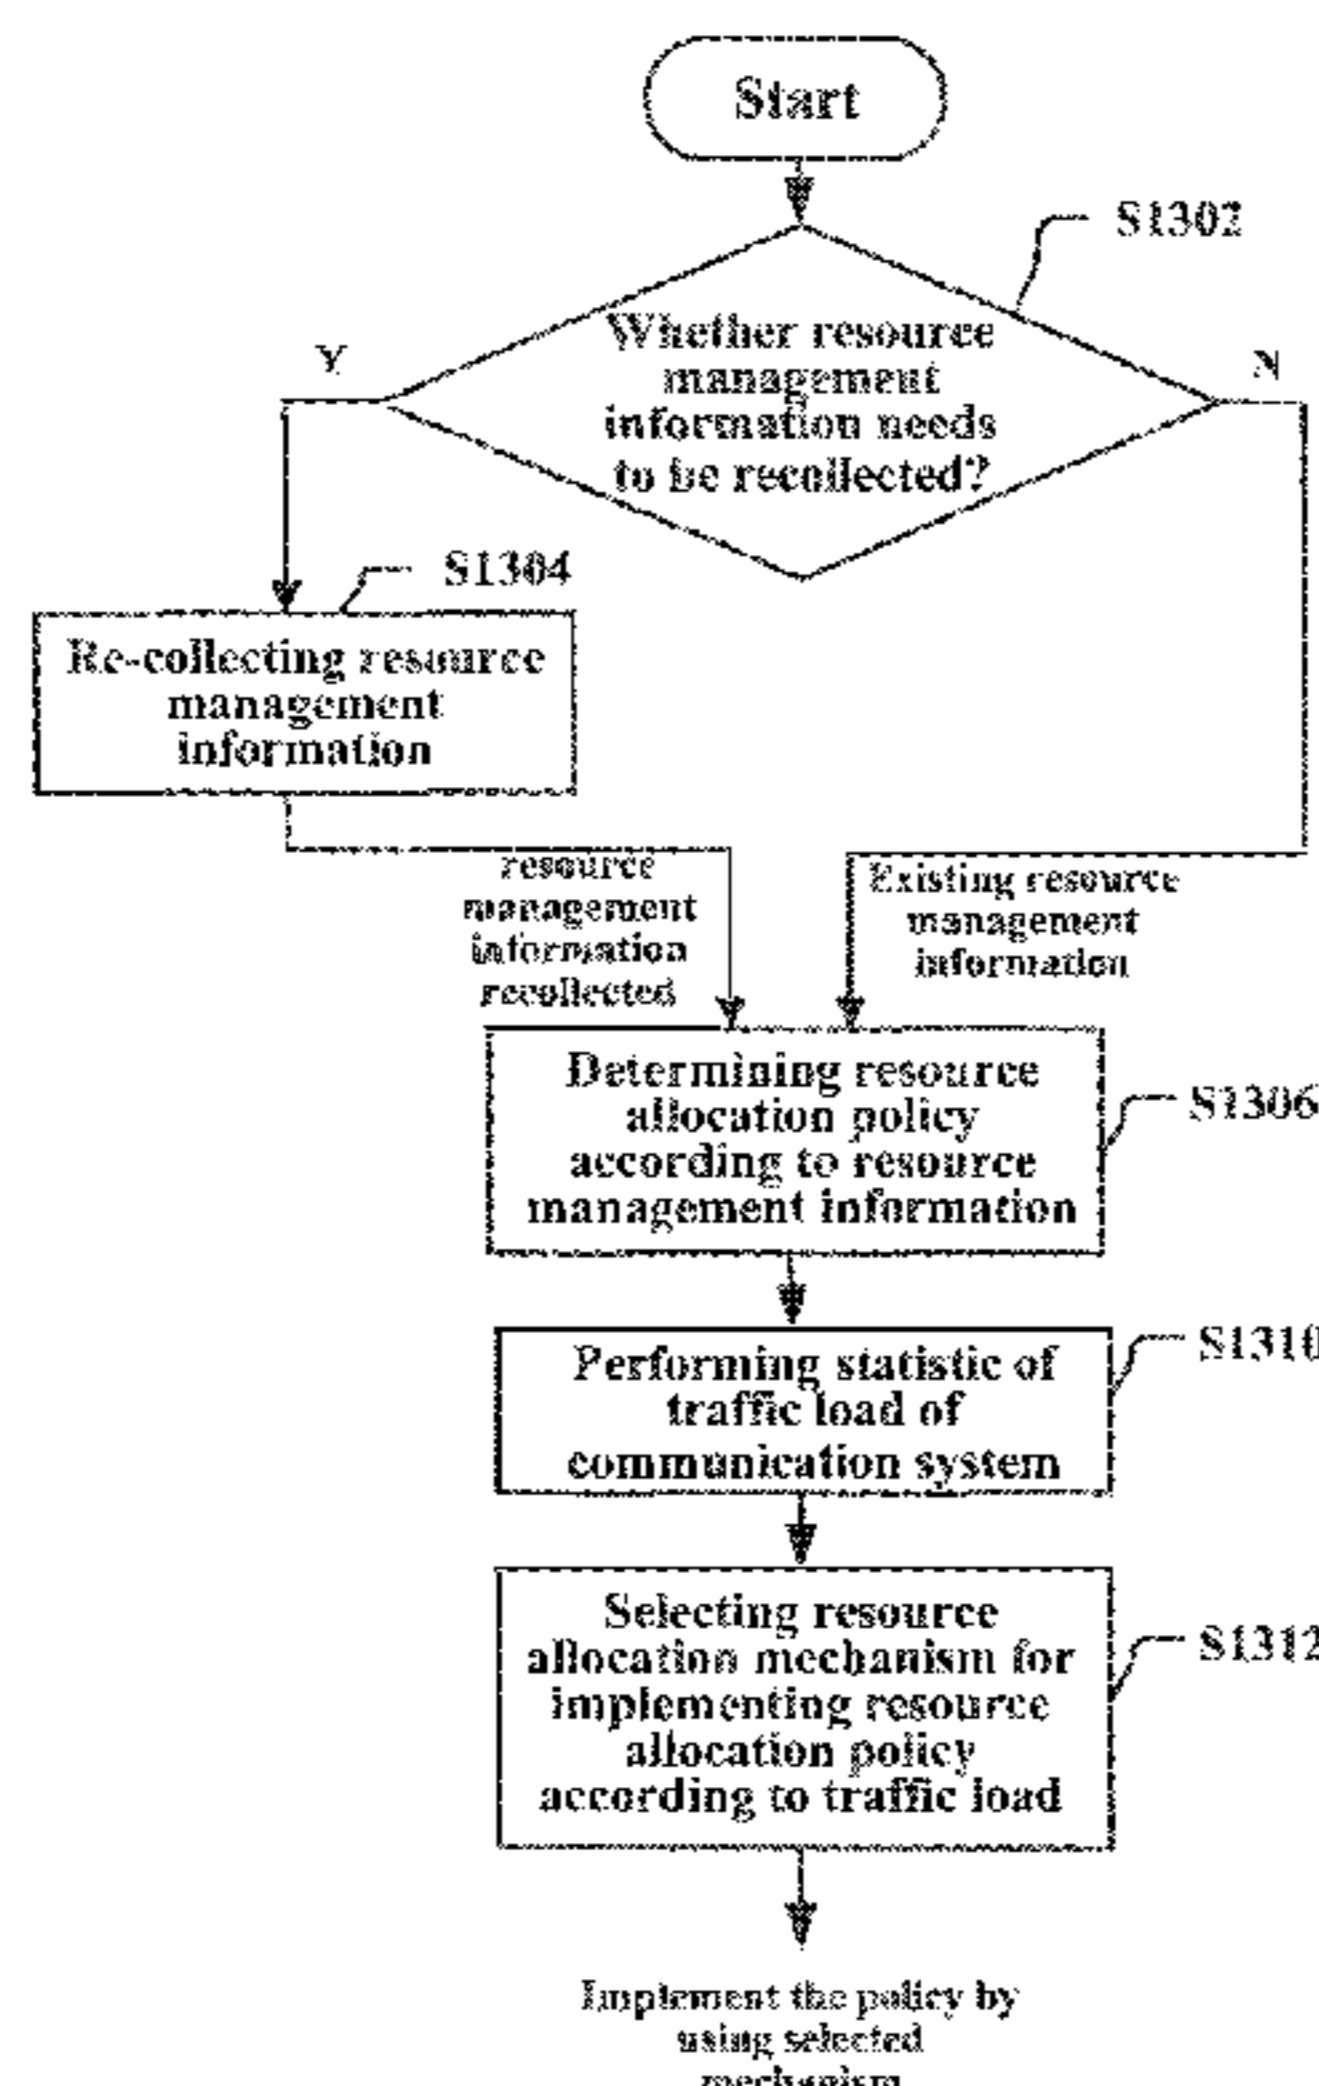 Start
S1302
Whether resource
management
information needs
to be recollected?
Y
N
S1304
Re-collecting resource
management
information
resource
management
information
recollected
Existing resource
management
information
Determining resource
allocation policy
according to resource
management information
S1306
Performing statistic of
traffic load of
communication system
S1310
Selecting resource
allocation mechanism for
implementing resource
allocation policy
according to traffic load
S1312
Implement the policy by
using selected
mechanism